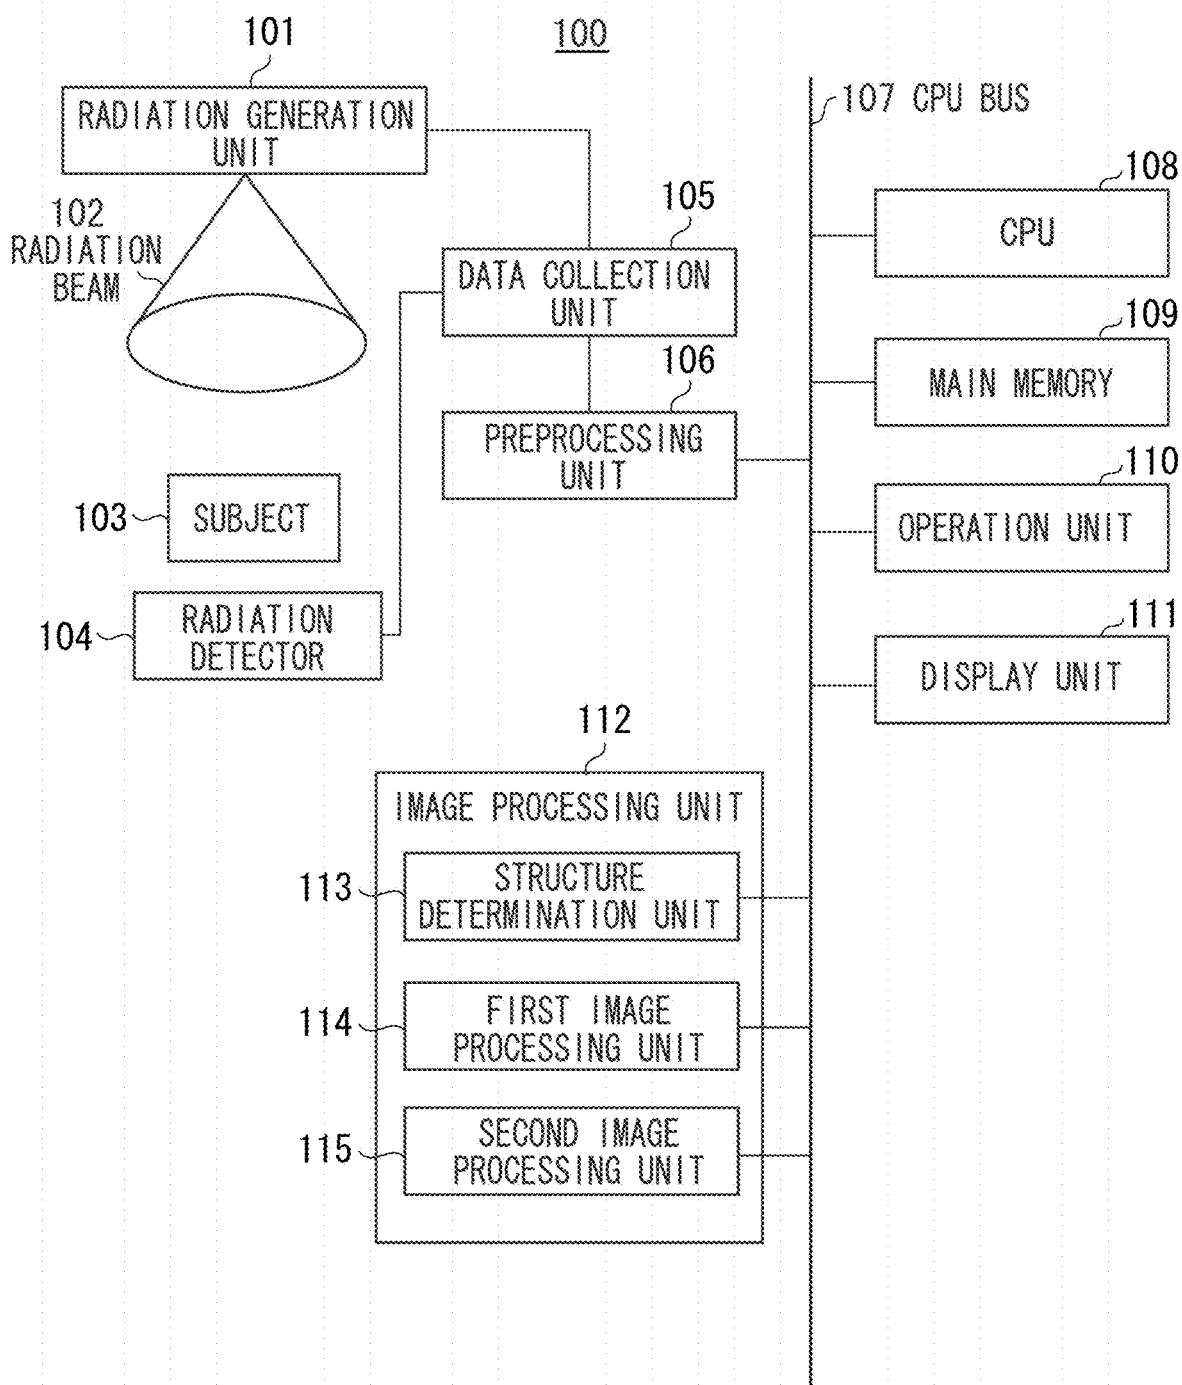 100
101
RADIATION GENERATION
UNIT
102
RADIATION
BEAM
103
SUBJECT
104
RADIATION
DETECTOR
105
DATA COLLECTION
UNIT
106
PREPROCESSING
UNIT
107 CPU BUS
108
CPU
109
MAIN MEMORY
110
OPERATION UNIT
111
DISPLAY UNIT
112
IMAGE PROCESSING UNIT
113
STRUCTURE
DETERMINATION UNIT
114
FIRST IMAGE
PROCESSING UNIT
115
SECOND IMAGE
PROCESSING UNIT